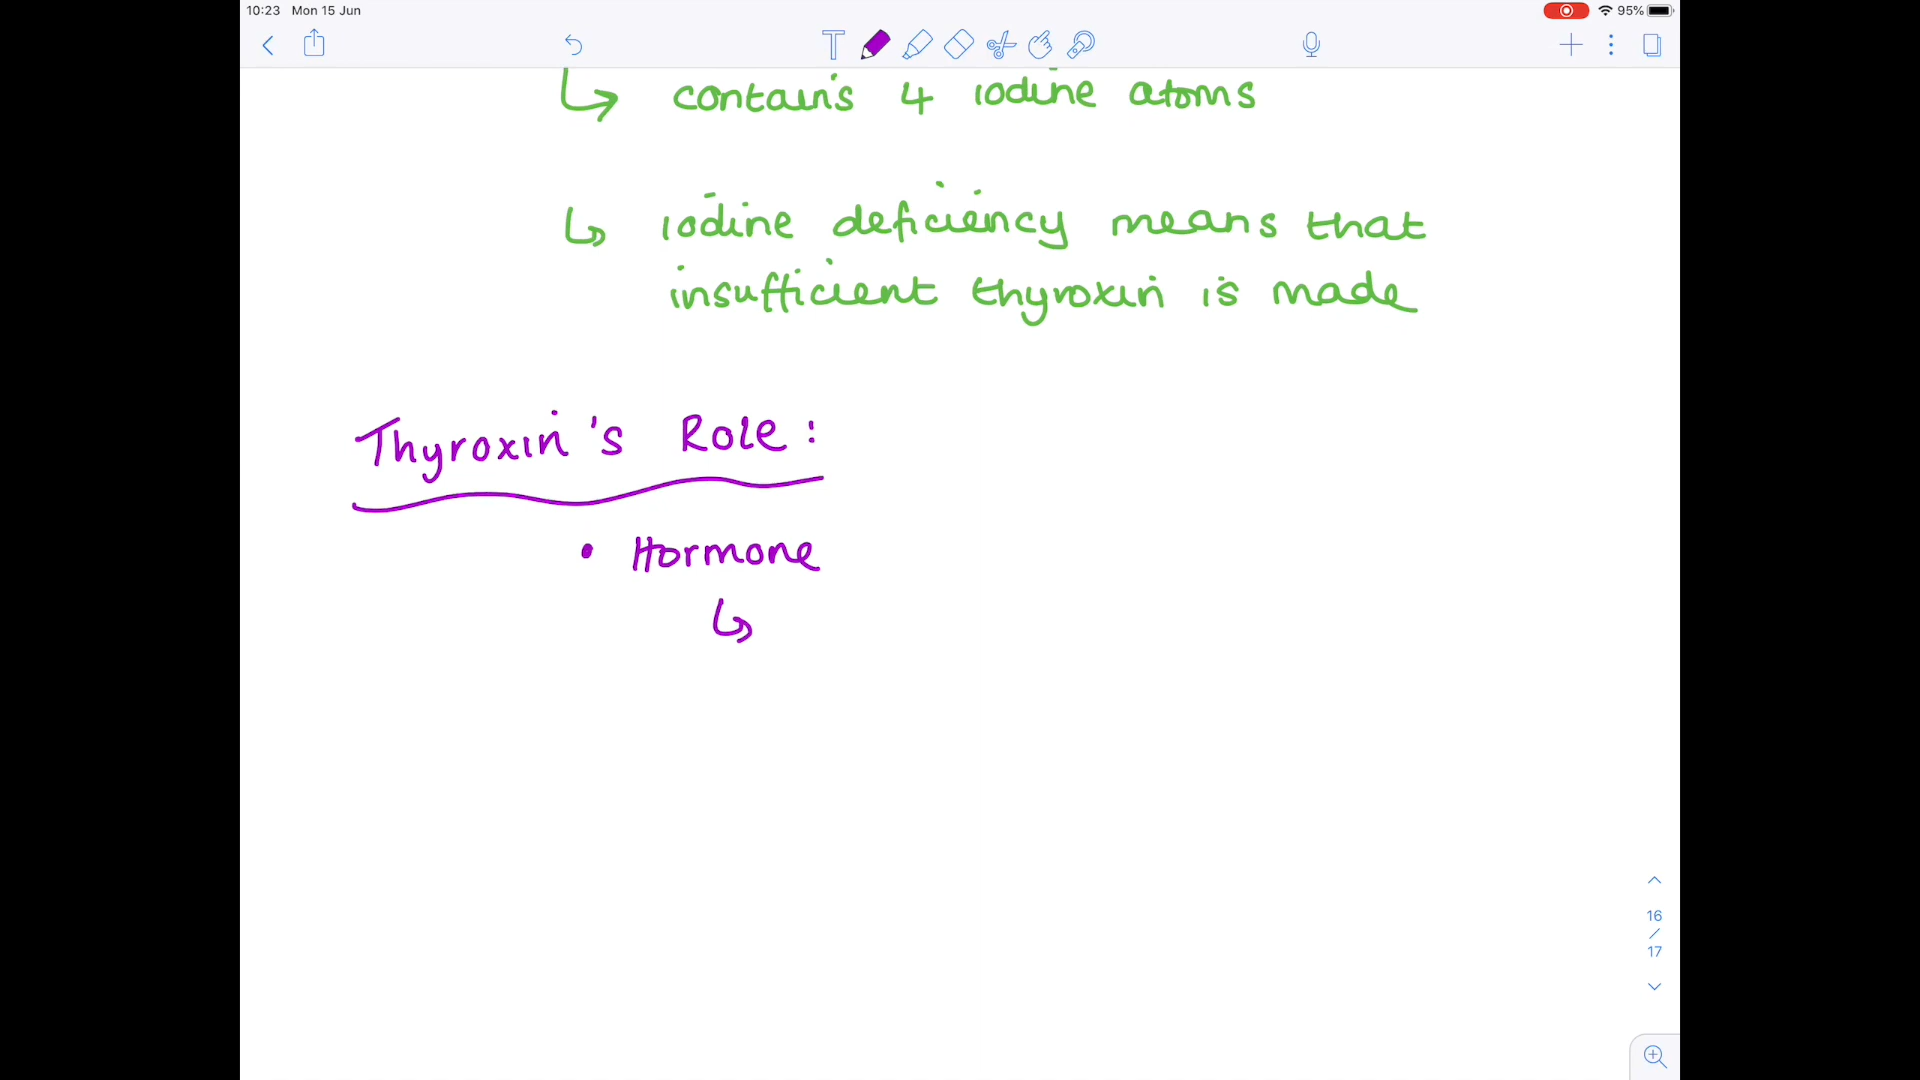 10:23 Mon 15 Jun 95%
T
↳ contains 4 iodine atoms
↳ iodine deficiency means that
insufficient thyroxin is made
Thyroxin's Role:
• Hormone
↳
16
/
17